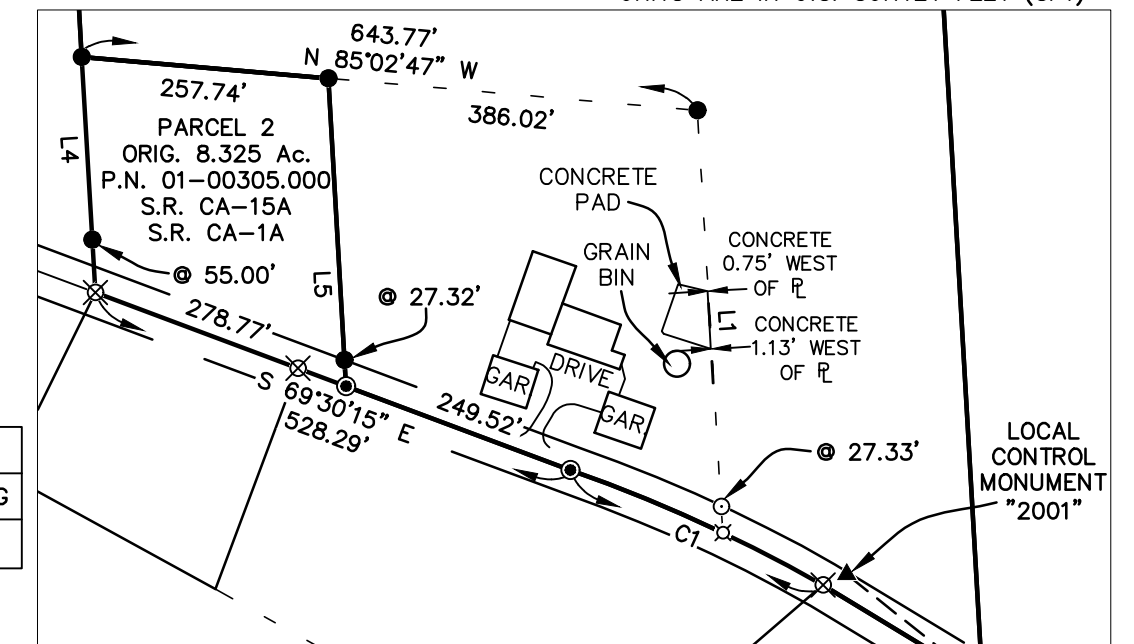 643.77'
N 85°02'47" W
257.74'
386.02'
PARCEL 2
ORIG. 8.325 Ac.
P.N. 01-00305.000
S.R. CA-15A
S.R. CA-1A
L4
CONCRETE
PAD
GRAIN
BIN
CONCRETE
0.75' WEST
OF ℄
L1
CONCRETE
1.13' WEST
OF ℄
@ 55.00'
L5
@ 27.32'
278.77'
DRIVE
GAR
GAR
S 69°30'15" E
528.29'
249.52'
@ 27.33'
LOCAL
CONTROL
MONUMENT
"2001"
C1
G